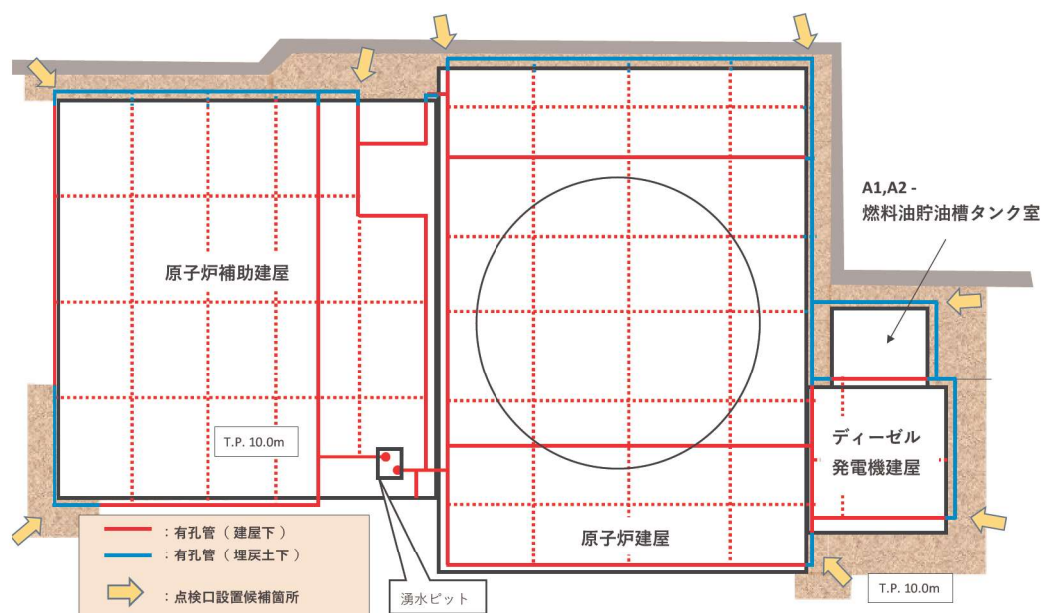 A1,A2 -
燃料油貯油槽タンク室
原子炉補助建屋
T.P. 10.0m
ディーゼル
発電機建屋
原子炉建屋
：有孔管（建屋下）
：有孔管（埋戻土下）
：点検口設置候補箇所
湧水ピット
T.P. 10.0m